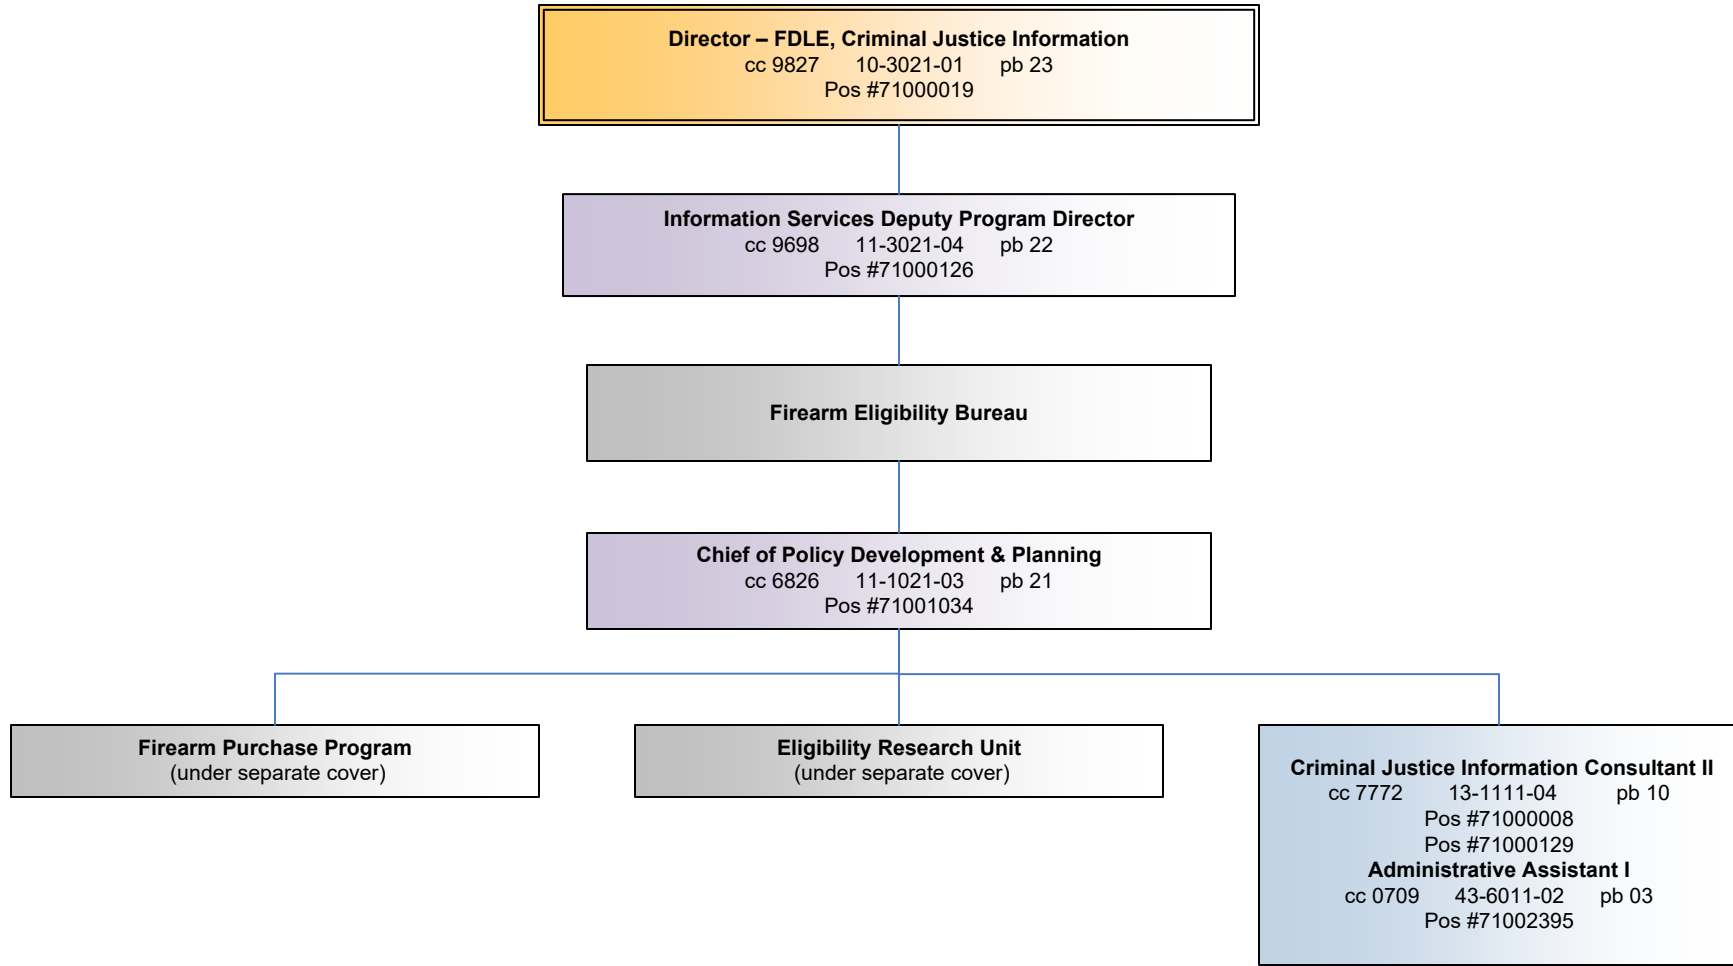 Director – FDLE, Criminal Justice Information
cc 9827 10-3021-01 pb 23
Pos #71000019
Information Services Deputy Program Director
cc 9698 11-3021-04 pb 22
Pos #71000126
Firearm Eligibility Bureau
Chief of Policy Development & Planning
cc 6826 11-1021-03 pb 21
Pos #71001034
Firearm Purchase Program
(under separate cover)
Eligibility Research Unit
(under separate cover)
Criminal Justice Information Consultant II
cc 7772 13-1111-04 pb 10
Pos #71000008
Pos #71000129
Administrative Assistant I
cc 0709 43-6011-02 pb 03
Pos #71002395